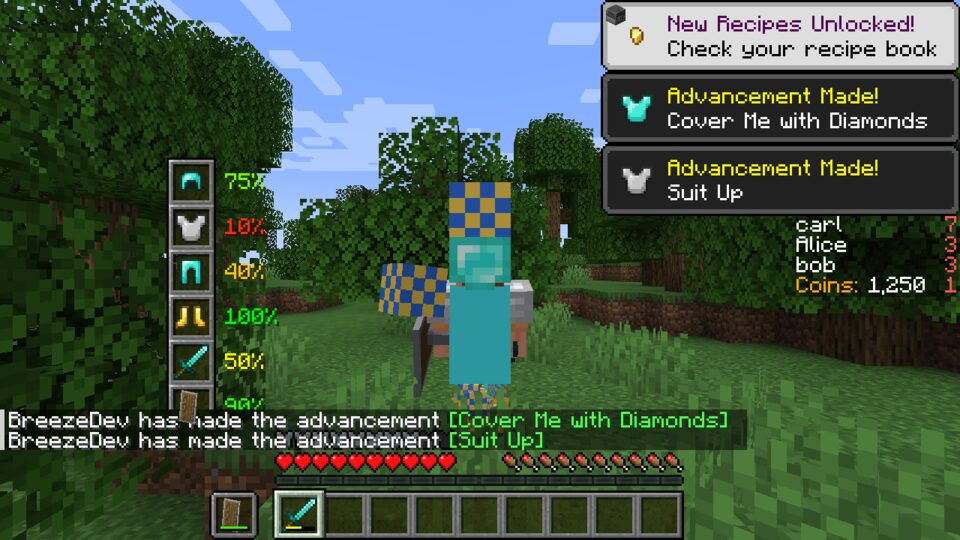 New Recipes Unlocked!
Check your recipe book
Advancement Made!
Cover Me with Diamonds
Advancement Made!
Suit Up
carl 7
Alice 3
bob 3
Coins: 1,250 1
75%
10%
40%
100%
50%
90%
BreezeDev has made the advancement [Cover Me with Diamonds]
BreezeDev has made the advancement [Suit Up]